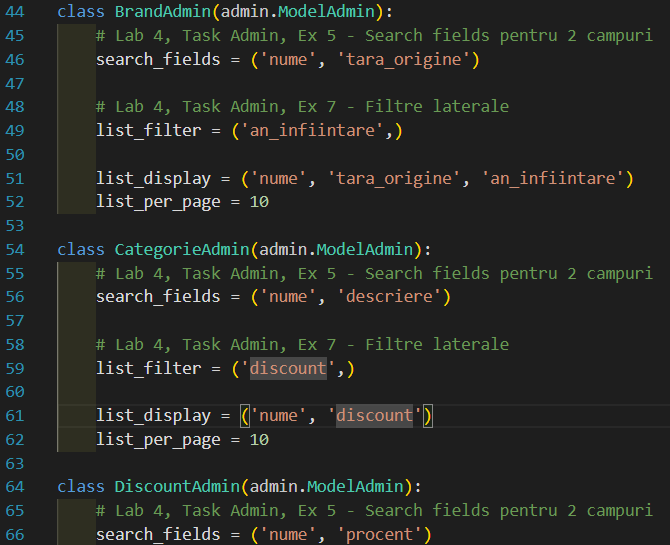 44 class BrandAdmin(admin.ModelAdmin):
45     # Lab 4, Task Admin, Ex 5 - Search fields pentru 2 campuri
46     search_fields = ('nume', 'tara_origine')
47
48     # Lab 4, Task Admin, Ex 7 - Filtre laterale
49     list_filter = ('an_infiintare',)
50
51     list_display = ('nume', 'tara_origine', 'an_infiintare')
52     list_per_page = 10
53
54 class CategorieAdmin(admin.ModelAdmin):
55     # Lab 4, Task Admin, Ex 5 - Search fields pentru 2 campuri
56     search_fields = ('nume', 'descriere')
57
58     # Lab 4, Task Admin, Ex 7 - Filtre laterale
59     list_filter = ('discount',)
60
61     list_display = ('nume', 'discount')
62     list_per_page = 10
63
64 class DiscountAdmin(admin.ModelAdmin):
65     # Lab 4, Task Admin, Ex 5 - Search fields pentru 2 campuri
66     search_fields = ('nume', 'procent')